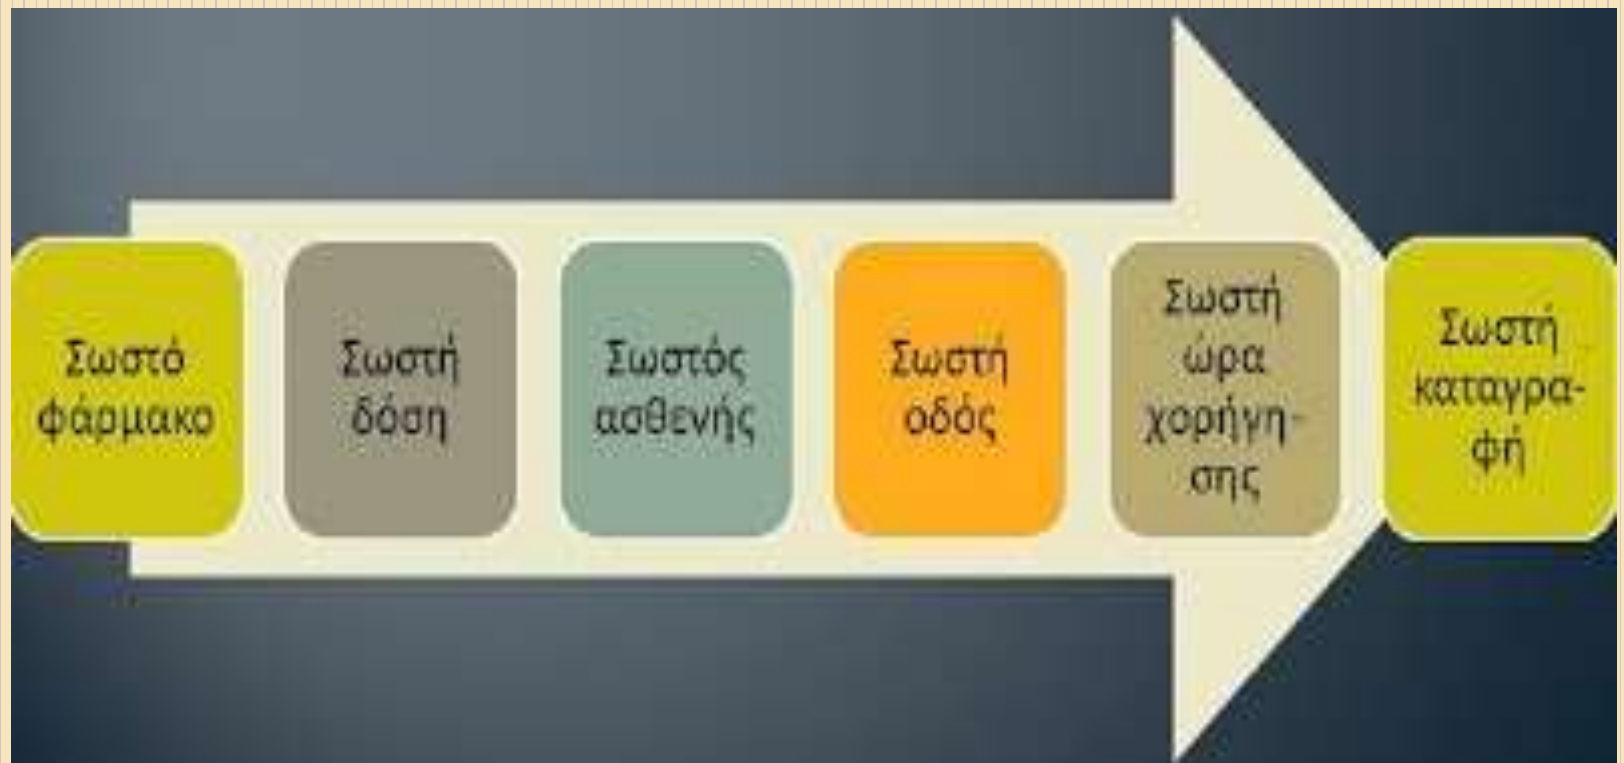 Σωστό
φάρμακο
Σωστή
δόση
Σωστός
ασθενής
Σωστή
οδός
Σωστή
ώρα
χορήγη-
σης
Σωστή
καταγρα-
φή